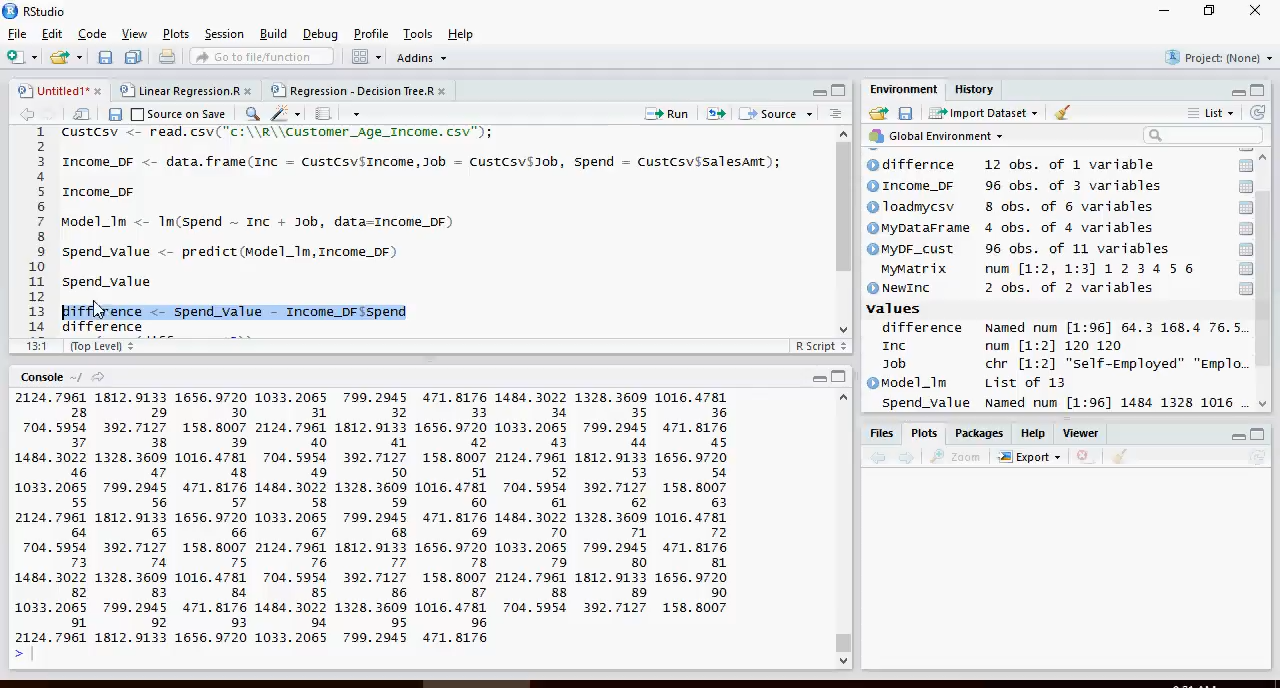 RStudio
File Edit Code View Plots Session Build Debug Profile Tools Help
Go to file/function Addins Project: (None)
Untitled1* Linear Regression.R Regression - Decision Tree.R
Source on Save Run Source
1 CustCsv <- read.csv("c:\\R\\Customer_Age_Income.csv");
2
3 Income_DF <- data.frame(Inc = CustCsv$Income,Job = CustCsv$Job, Spend = CustCsv$SalesAmt);
4
5 Income_DF
6
7 Model_lm <- lm(Spend ~ Inc + Job, data=Income_DF)
8
9 Spend_Value <- predict(Model_lm,Income_DF)
10
11 Spend_Value
12
13 difference <- Spend_Value - Income_DF$Spend
14 difference
13:1 (Top Level) R Script
Console ~/
2124.7961 1812.9133 1656.9720 1033.2065 799.2945 471.8176 1484.3022 1328.3609 1016.4781
28 29 30 31 32 33 34 35 36
704.5954 392.7127 158.8007 2124.7961 1812.9133 1656.9720 1033.2065 799.2945 471.8176
37 38 39 40 41 42 43 44 45
1484.3022 1328.3609 1016.4781 704.5954 392.7127 158.8007 2124.7961 1812.9133 1656.9720
46 47 48 49 50 51 52 53 54
1033.2065 799.2945 471.8176 1484.3022 1328.3609 1016.4781 704.5954 392.7127 158.8007
55 56 57 58 59 60 61 62 63
2124.7961 1812.9133 1656.9720 1033.2065 799.2945 471.8176 1484.3022 1328.3609 1016.4781
64 65 66 67 68 69 70 71 72
704.5954 392.7127 158.8007 2124.7961 1812.9133 1656.9720 1033.2065 799.2945 471.8176
73 74 75 76 77 78 79 80 81
1484.3022 1328.3609 1016.4781 704.5954 392.7127 158.8007 2124.7961 1812.9133 1656.9720
82 83 84 85 86 87 88 89 90
1033.2065 799.2945 471.8176 1484.3022 1328.3609 1016.4781 704.5954 392.7127 158.8007
91 92 93 94 95 96
2124.7961 1812.9133 1656.9720 1033.2065 799.2945 471.8176
>
Environment History
Import Dataset List
Global Environment
differnce 12 obs. of 1 variable
Income_DF 96 obs. of 3 variables
loadmycsv 8 obs. of 6 variables
MyDataFrame 4 obs. of 4 variables
MyDF_cust 96 obs. of 11 variables
MyMatrix num [1:2, 1:3] 1 2 3 4 5 6
NewInc 2 obs. of 2 variables
Values
difference Named num [1:96] 64.3 168.4 76.5…
Inc num [1:2] 120 120
Job chr [1:2] "Self-Employed" "Emplo…
Model_lm List of 13
Spend_Value Named num [1:96] 1484 1328 1016 …
Files Plots Packages Help Viewer
Zoom Export